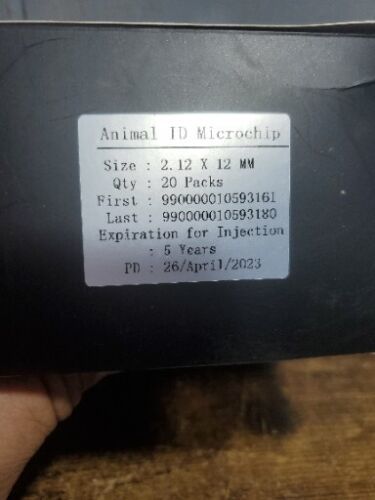 Animal ID Microchip
Size : 2.12 X 12 MM
Qty : 20 Packs
First : 990000010593161
Last : 990000010593180
Expiration for Injection
: 5 Years
PD : 26/April/2023